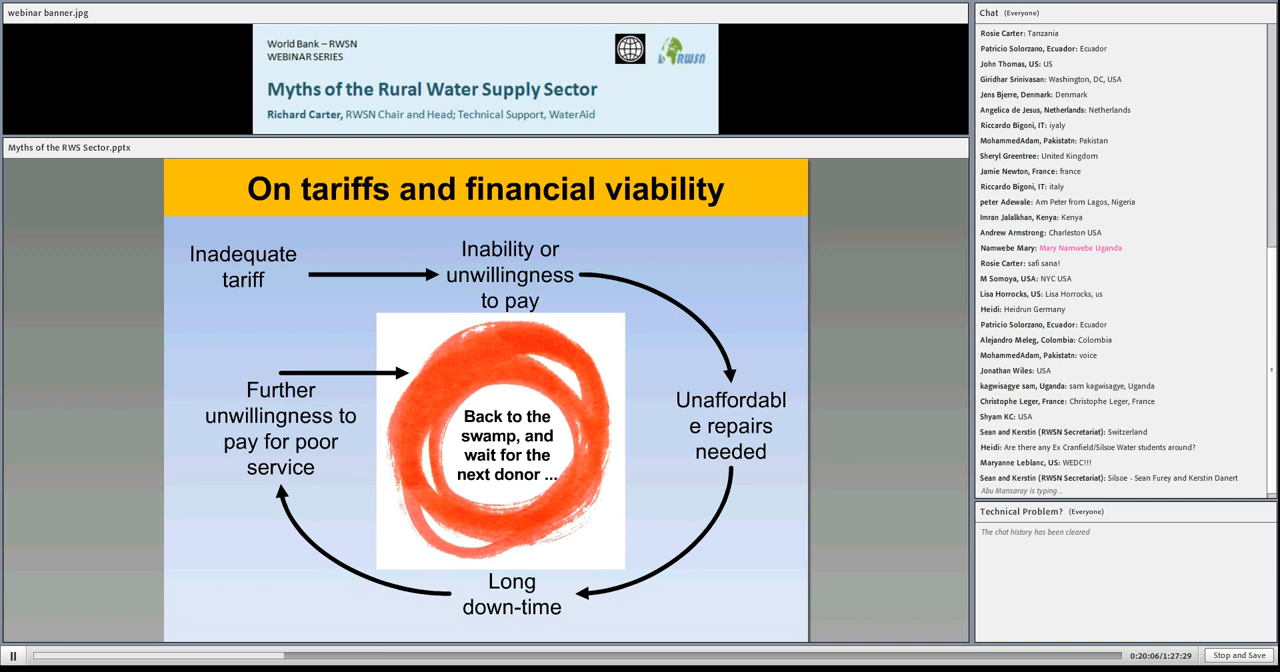 webinar banner.jpg
World Bank – RWSN
WEBINAR SERIES
RWSN
Myths of the Rural Water Supply Sector
Richard Carter, RWSN Chair and Head; Technical Support, WaterAid
Myths of the RWS Sector.pptx
On tariffs and financial viability
Inadequate
tariff
Inability or
unwillingness
to pay
Unaffordabl
e repairs
needed
Long
down-time
Further
unwillingness to
pay for poor
service
Back to the
swamp, and
wait for the
next donor ...
Chat (Everyone)
Rosie Carter: Tanzania
Patricio Solorzano, Ecuador: Ecuador
John Thomas, US: US
Giridhar Srinivasan: Washington, DC, USA
Jens Bjerre, Denmark: Denmark
Angelica de Jesus, Netherlands: Netherlands
Riccardo Bigoni, IT: iyaly
MohammedAdam, Pakistatn: Pakistan
Sheryl Greentree: United Kingdom
Jamie Newton, France: france
Riccardo Bigoni, IT: italy
peter Adewale: Am Peter from Lagos, Nigeria
Imran Jalalkhan, Kenya: Kenya
Andrew Armstrong: Charleston USA
Namwebe Mary: Mary Namwebe Uganda
Rosie Carter: safi sana!
M Somoya, USA: NYC USA
Lisa Horrocks, US: Lisa Horrocks, us
Heidi: Heidrun Germany
Patricio Solorzano, Ecuador: Ecuador
Alejandro Meleg, Colombia: Colombia
MohammedAdam, Pakistatn: voice
Jonathan Wiles: USA
kagwisagye sam, Uganda: sam kagwisagye, Uganda
Christophe Leger, France: Christophe Leger, France
Shyam KC: USA
Sean and Kerstin (RWSN Secretariat): Switzerland
Heidi: Are there any Ex Cranfield/Silsoe Water students around?
Maryanne Leblanc, US: WEDC!!!
Sean and Kerstin (RWSN Secretariat): Silsoe - Sean Furey and Kerstin Danert
Abu Mansaray is typing...
Technical Problem? (Everyone)
The chat history has been cleared
0:20:06/1:27:29
Stop and Save